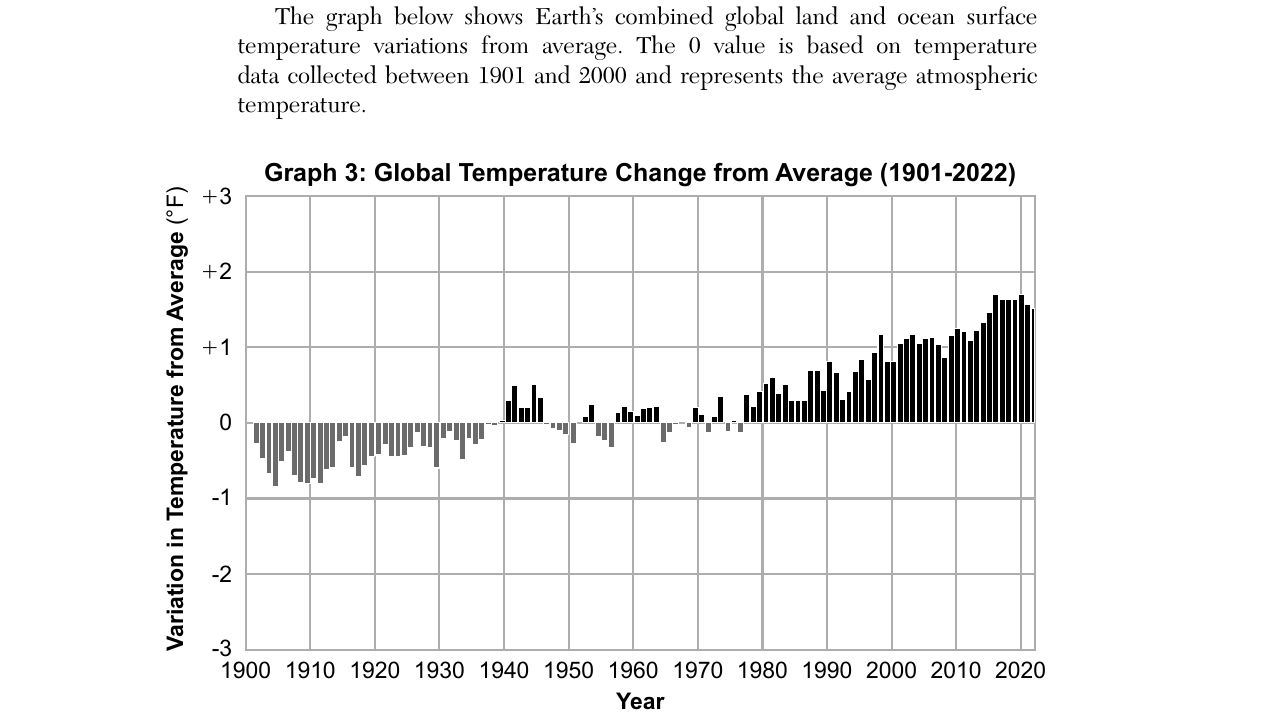 The graph below shows Earth's combined global land and ocean surface
temperature variations from average. The 0 value is based on temperature
data collected between 1901 and 2000 and represents the average atmospheric
temperature.
Graph 3: Global Temperature Change from Average (1901-2022)
Variation in Temperature from Average (°F)
+3
+2
+1
0
-1
-2
-3
1900 1910 1920 1930 1940 1950 1960 1970 1980 1990 2000 2010 2020
Year